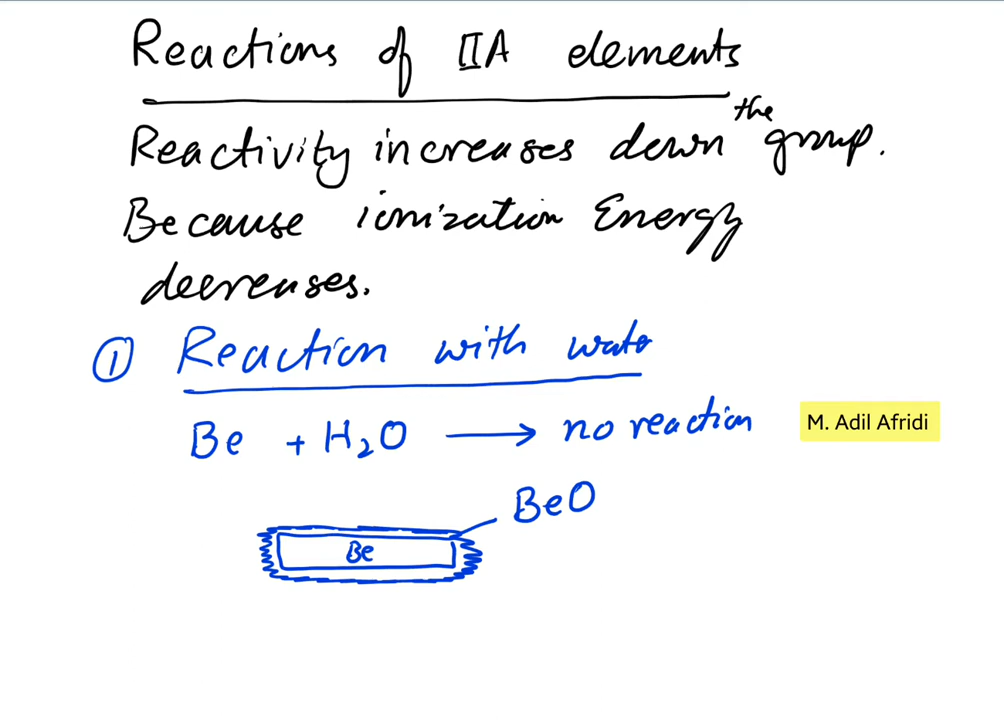 Reactions of IIA elements
Reactivity increases down the group.
Because ionization Energy
decreases.
① Reaction with water
Be + H₂O ⟶ no reaction
M. Adil Afridi
BeO
Be